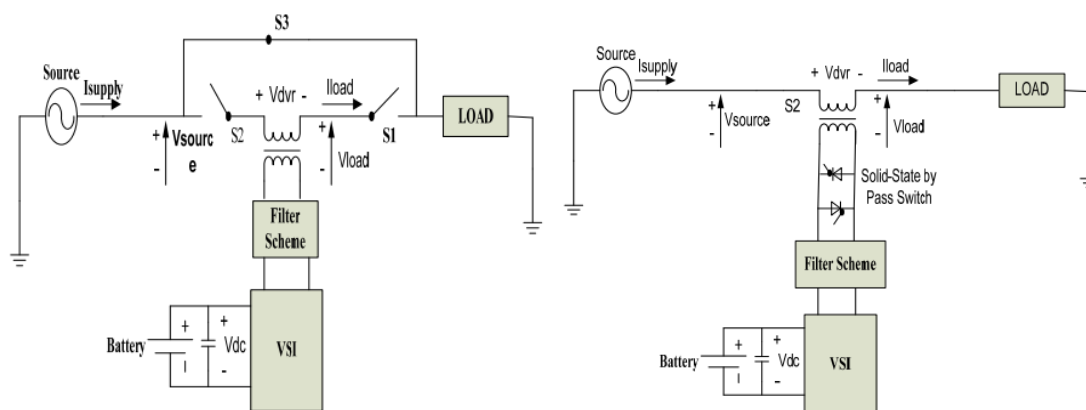 S3
Source
Isupply
+ Vdvr -
Iload
S2
S1
LOAD
+
Vsourc
e
-
+
Vload
-
Filter
Scheme
Battery
+
-
+
Vdc
-
VSI
Source
Isupply
+ Vdvr -
Iload
LOAD
S2
+
Vsource
-
+
Vload
-
Solid-State by
Pass Switch
Filter Scheme
Battery
+
-
+
Vdc
-
VSI